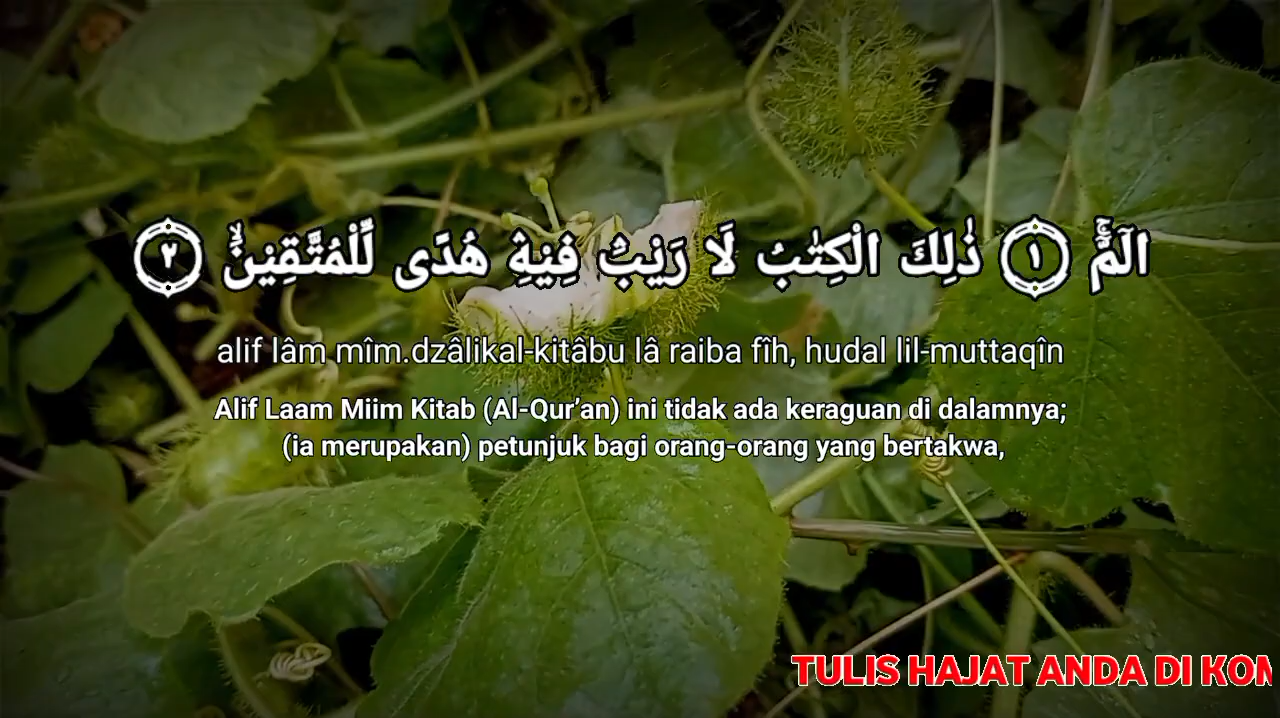 الۤمّۤ ۚ ١ ذٰلِكَ الْكِتٰبُ لَا رَيْبَ ۛ فِيْهِ ۛ هُدًى لِّلْمُتَّقِيْنَۙ ٢
alif lâm mîm.dzâlikal-kitâbu lâ raiba fîh, hudal lil-muttaqîn
Alif Laam Miim Kitab (Al-Qur’an) ini tidak ada keraguan di dalamnya;
(ia merupakan) petunjuk bagi orang-orang yang bertakwa,
TULIS HAJAT ANDA DI KOM